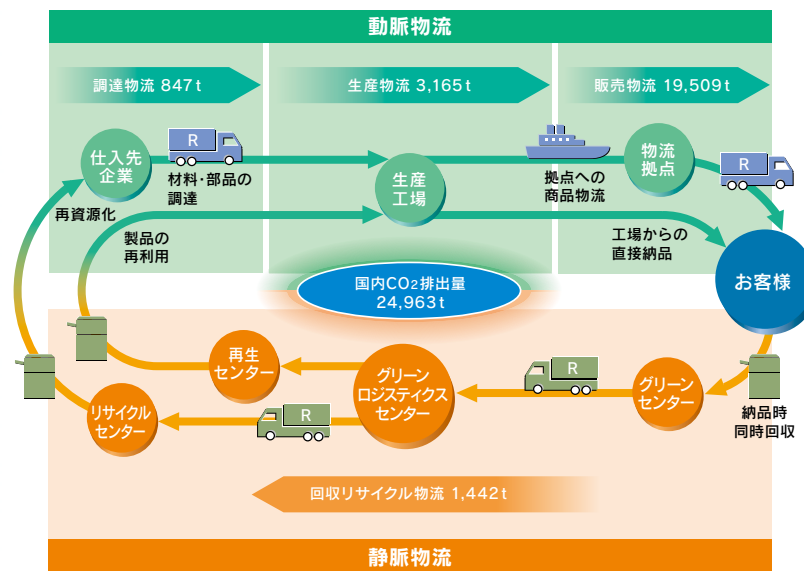 動脈物流
調達物流 847t
生産物流 3,165t
販売物流 19,509t
仕入先
企業
R
材料・部品の
調達
生産
工場
拠点への
商品物流
物流
拠点
R
再資源化
製品の
再利用
工場からの
直接納品
お客様
国内CO2排出量
24,963t
再生
センター
グリーン
ロジスティクス
センター
R
グリーン
センター
リサイクル
センター
R
納品時
同時回収
回収リサイクル物流 1,442t
静脈物流